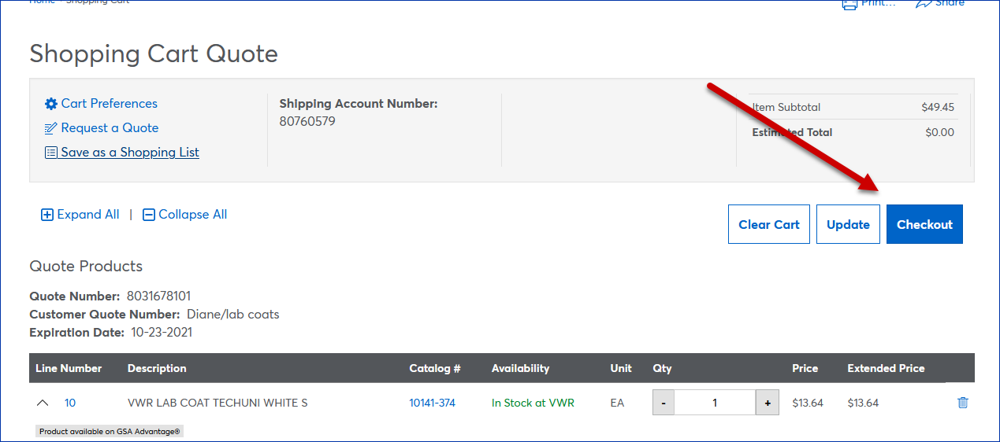 Home > Shopping Cart
Print... Share
Shopping Cart Quote
Cart Preferences
Request a Quote
Save as a Shopping List
Shipping Account Number:
80760579
Item Subtotal $49.45
Estimated Total $0.00
Expand All | Collapse All
Clear Cart Update Checkout
Quote Products
Quote Number: 8031678101
Customer Quote Number: Diane/lab coats
Expiration Date: 10-23-2021
Line Number Description Catalog # Availability Unit Qty Price Extended Price
10 VWR LAB COAT TECHUNI WHITE S 10141-374 In Stock at VWR EA - 1 + $13.64 $13.64
Product available on GSA Advantage®